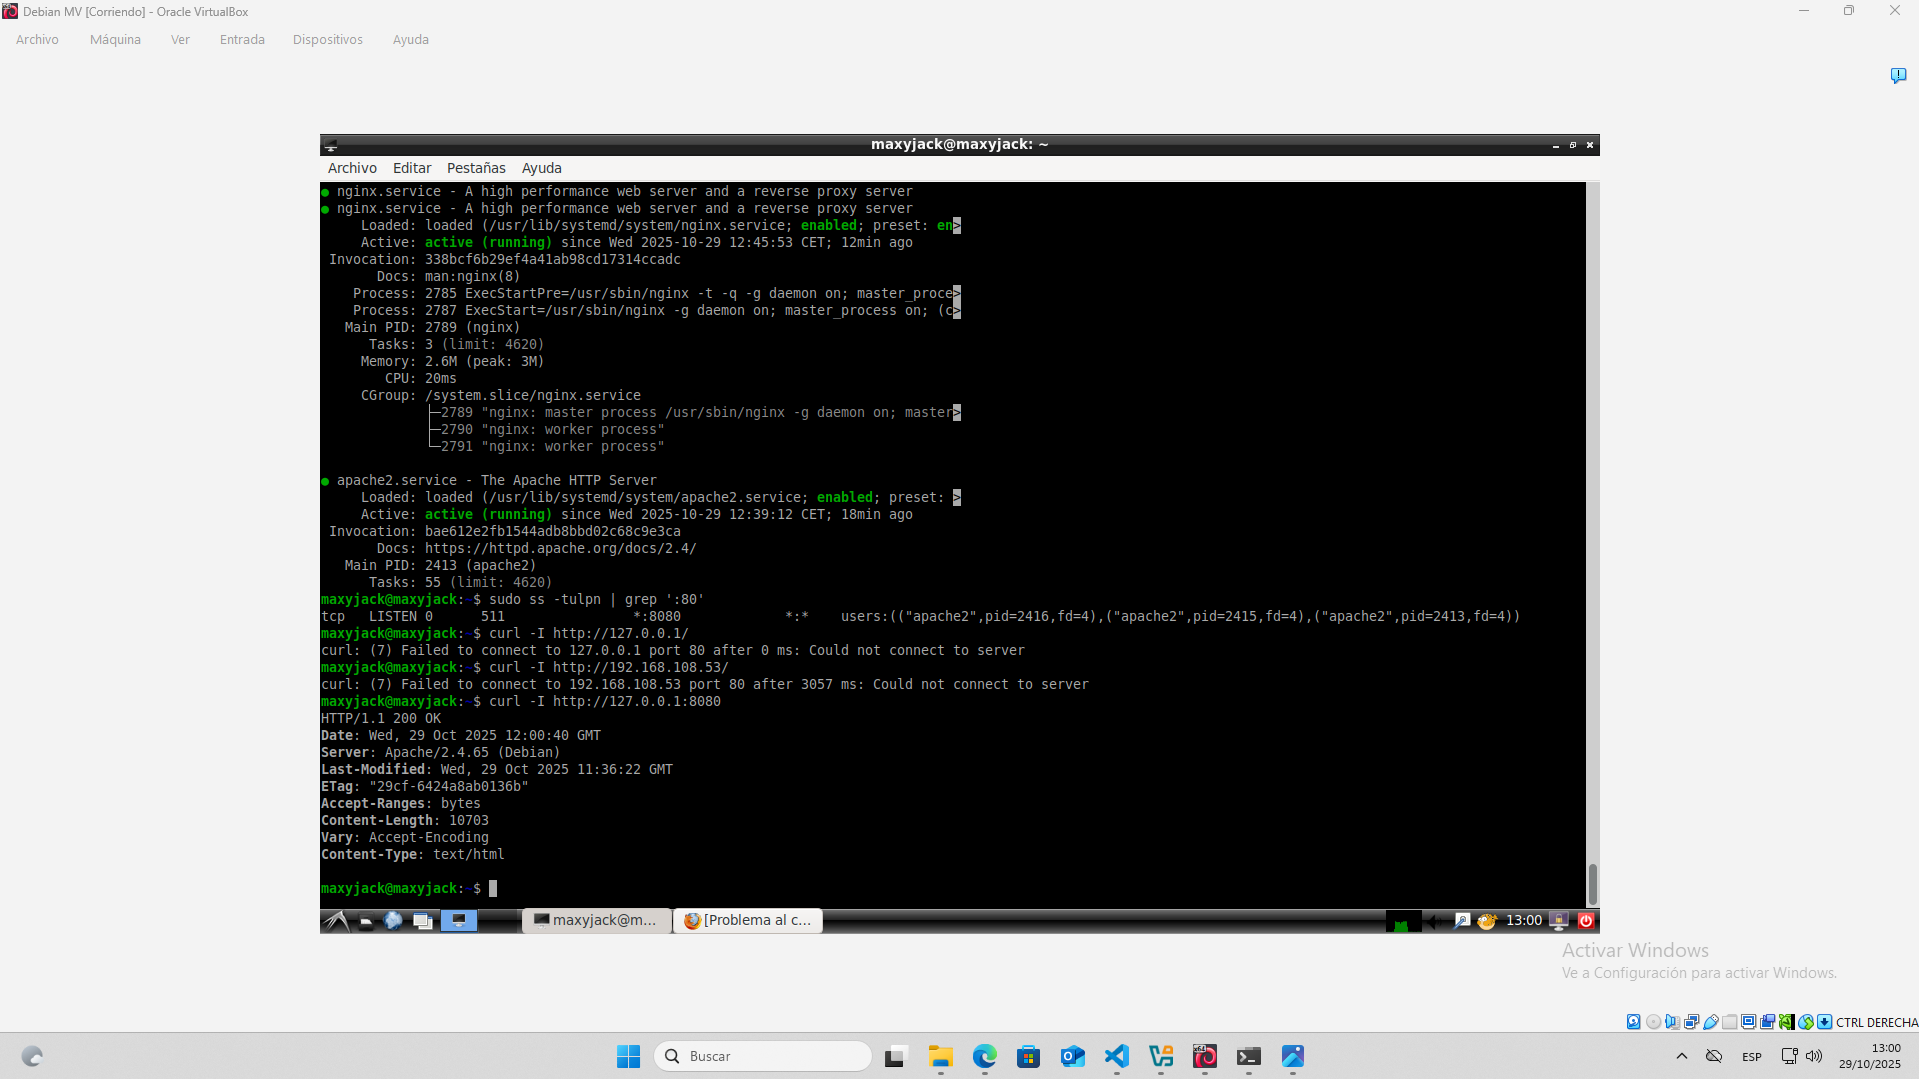 Debian MV [Corriendo] - Oracle VirtualBox
Archivo Máquina Ver Entrada Dispositivos Ayuda
maxyjack@maxyjack: ~
Archivo Editar Pestañas Ayuda
● nginx.service - A high performance web server and a reverse proxy server
● nginx.service - A high performance web server and a reverse proxy server
Loaded: loaded (/usr/lib/systemd/system/nginx.service; enabled; preset: en>
Active: active (running) since Wed 2025-10-29 12:45:53 CET; 12min ago
Invocation: 338bcf6b29ef4a41ab98cd17314ccadc
Docs: man:nginx(8)
Process: 2785 ExecStartPre=/usr/sbin/nginx -t -q -g daemon on; master_proce>
Process: 2787 ExecStart=/usr/sbin/nginx -g daemon on; master_process on; (c>
Main PID: 2789 (nginx)
Tasks: 3 (limit: 4620)
Memory: 2.6M (peak: 3M)
CPU: 20ms
CGroup: /system.slice/nginx.service
├─2789 "nginx: master process /usr/sbin/nginx -g daemon on; master>
├─2790 "nginx: worker process"
└─2791 "nginx: worker process"
● apache2.service - The Apache HTTP Server
Loaded: loaded (/usr/lib/systemd/system/apache2.service; enabled; preset: >
Active: active (running) since Wed 2025-10-29 12:39:12 CET; 18min ago
Invocation: bae612e2fb1544adb8bbd02c68c9e3ca
Docs: https://httpd.apache.org/docs/2.4/
Main PID: 2413 (apache2)
Tasks: 55 (limit: 4620)
maxyjack@maxyjack:~$ sudo ss -tulpn | grep ':80'
tcp LISTEN 0 511 *:8080 *:* users:(("apache2",pid=2416,fd=4),("apache2",pid=2415,fd=4),("apache2",pid=2413,fd=4))
maxyjack@maxyjack:~$ curl -I http://127.0.0.1/
curl: (7) Failed to connect to 127.0.0.1 port 80 after 0 ms: Could not connect to server
maxyjack@maxyjack:~$ curl -I http://192.168.108.53/
curl: (7) Failed to connect to 192.168.108.53 port 80 after 3057 ms: Could not connect to server
maxyjack@maxyjack:~$ curl -I http://127.0.0.1:8080
HTTP/1.1 200 OK
Date: Wed, 29 Oct 2025 12:00:40 GMT
Server: Apache/2.4.65 (Debian)
Last-Modified: Wed, 29 Oct 2025 11:36:22 GMT
ETag: "29cf-6424a8ab0136b"
Accept-Ranges: bytes
Content-Length: 10703
Vary: Accept-Encoding
Content-Type: text/html
maxyjack@maxyjack:~$
maxyjack@m... [Problema al c... 13:00
Activar Windows
Ve a Configuración para activar Windows.
CTRL DERECHA
Buscar
ESP
13:00
29/10/2025